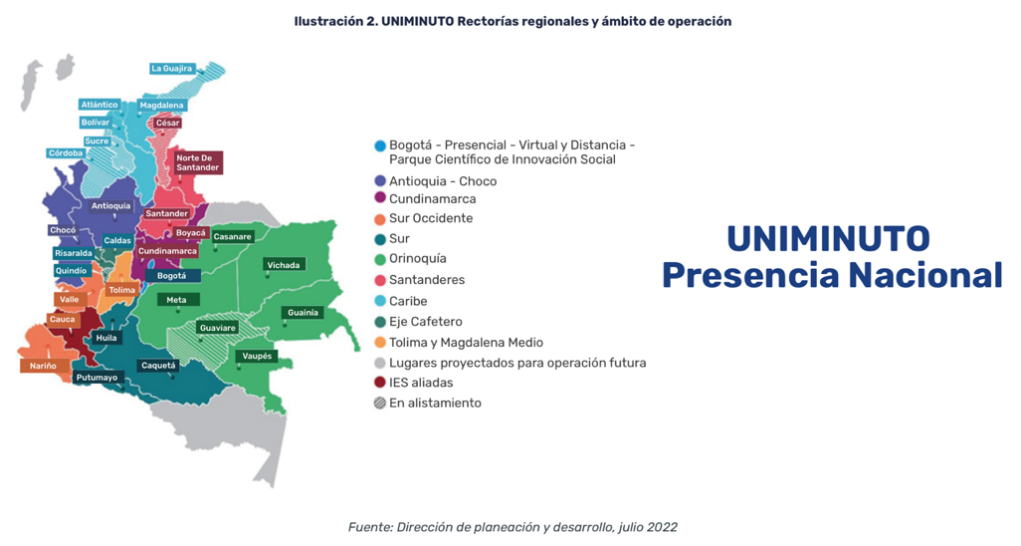 Ilustración 2. UNIMINUTO Rectorías regionales y ámbito de operación
La Guajira
Atlántico
Magdalena
Bolívar
César
Sucre
Córdoba
Norte De
Santander
Antioquia
Santander
Chocó
Boyacá
Caldas
Casanare
Risaralda
Cundinamarca
Quindío
Bogotá
Vichada
Tolima
Valle
Meta
Cauca
Guainía
Guaviare
Huila
Vaupés
Nariño
Caquetá
Putumayo
Bogotá - Presencial - Virtual y Distancia -
Parque Científico de Innovación Social
Antioquia - Choco
Cundinamarca
Sur Occidente
Sur
Orinoquía
Santanderes
Caribe
Eje Cafetero
Tolima y Magdalena Medio
Lugares proyectados para operación futura
IES aliadas
En alistamiento
UNIMINUTO
Presencia Nacional
Fuente: Dirección de planeación y desarrollo, julio 2022